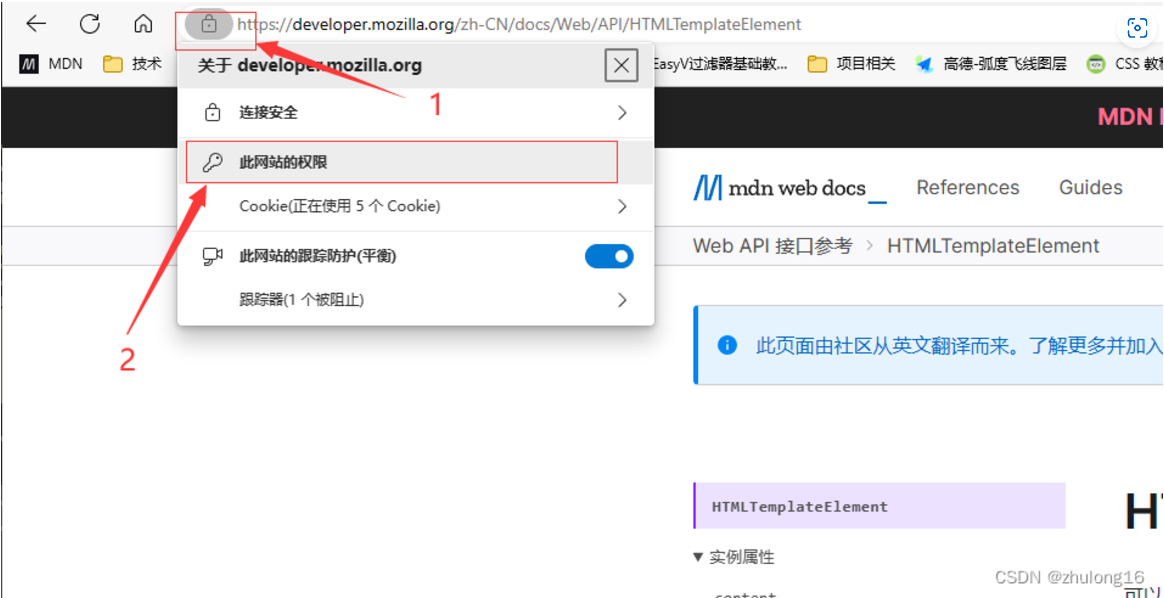 https://developer.mozilla.org/zh-CN/docs/Web/API/HTMLTemplateElement
MDN 技术 EasyV过滤器基础教... 项目相关 高德-弧度飞线图层 CSS 教
关于 developer.mozilla.org
1
MDN
连接安全
此网站的权限
mdn web docs_ References Guides
Cookie(正在使用 5 个 Cookie)
Web API 接口参考 > HTMLTemplateElement
此网站的跟踪防护(平衡)
跟踪器(1 个被阻止)
2
此页面由社区从英文翻译而来。了解更多并加入
HTMLTemplateElement
▼ 实例属性
content
CSDN @zhulong16
可以